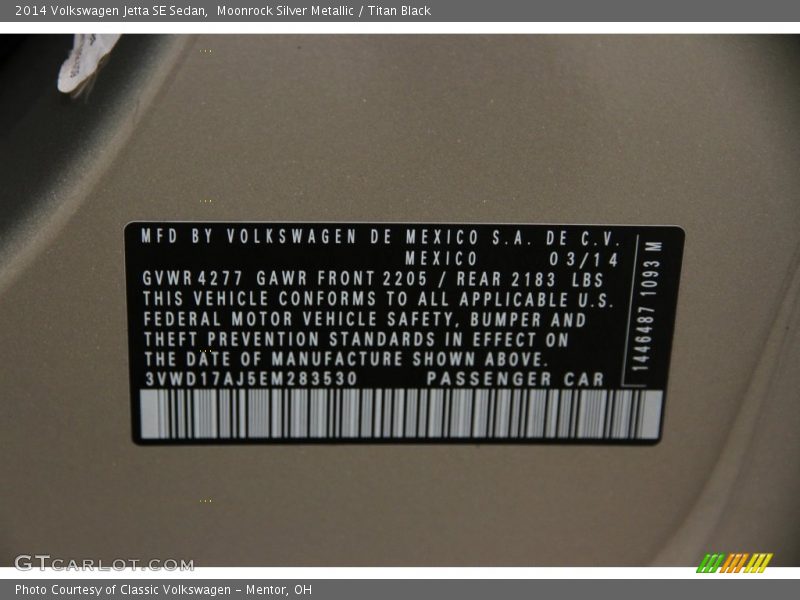 2014 Volkswagen Jetta SE Sedan, Moonrock Silver Metallic / Titan Black
MFD BY VOLKSWAGEN DE MEXICO S.A. DE C.V.
MEXICO 03/14
GVWR 4277 GAWR FRONT 2205 / REAR 2183 LBS
THIS VEHICLE CONFORMS TO ALL APPLICABLE U.S.
FEDERAL MOTOR VEHICLE SAFETY, BUMPER AND
THEFT PREVENTION STANDARDS IN EFFECT ON
THE DATE OF MANUFACTURE SHOWN ABOVE.
3VWD17AJ5EM283530 PASSENGER CAR
1446487 1093 M
GTCARLOT.COM
Photo Courtesy of Classic Volkswagen - Mentor, OH